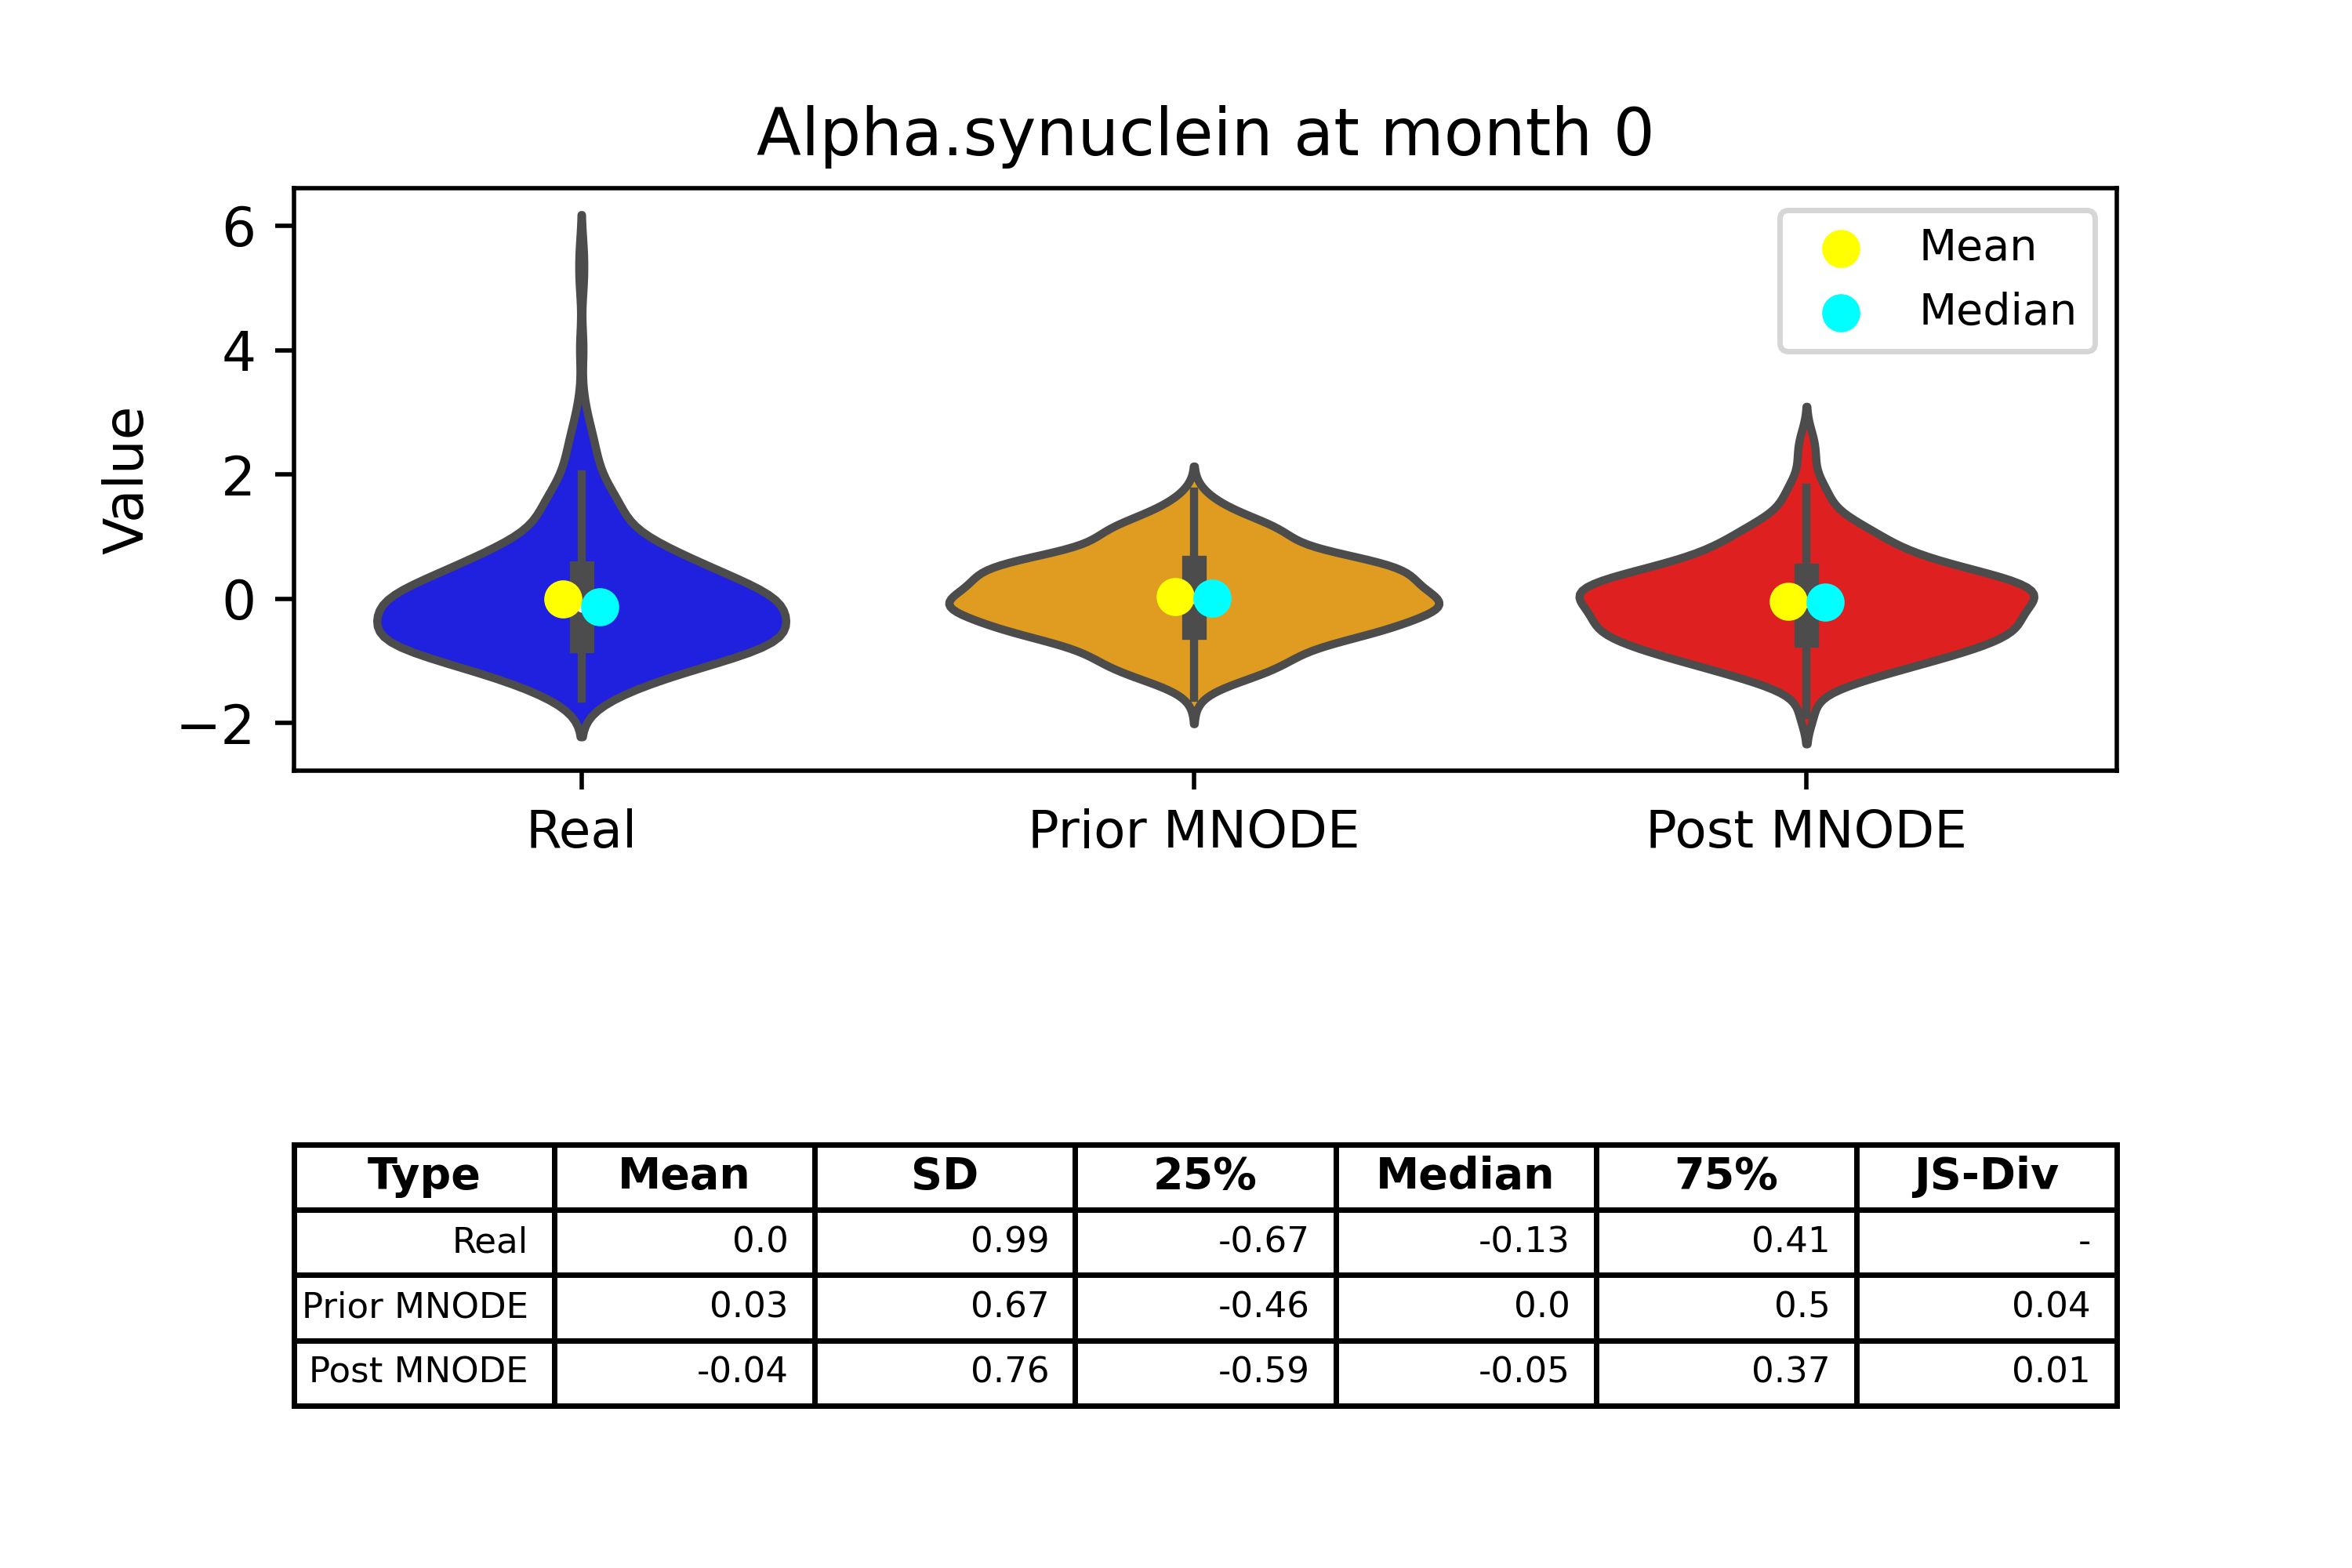 Alpha.synuclein at month 0
Mean
Median
Value
6
4
2
0
−2
Real Prior MNODE Post MNODE
Type Mean SD 25% Median 75% JS-Div
Real 0.0 0.99 -0.67 -0.13 0.41 -
Prior MNODE 0.03 0.67 -0.46 0.0 0.5 0.04
Post MNODE -0.04 0.76 -0.59 -0.05 0.37 0.01